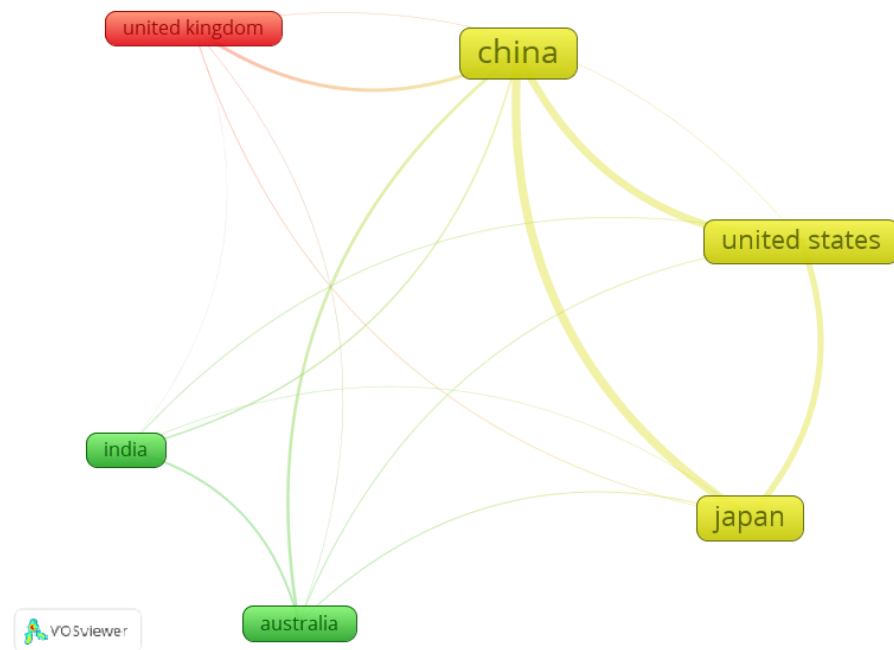 united kingdom
china
united states
india
japan
australia
VOSviewer